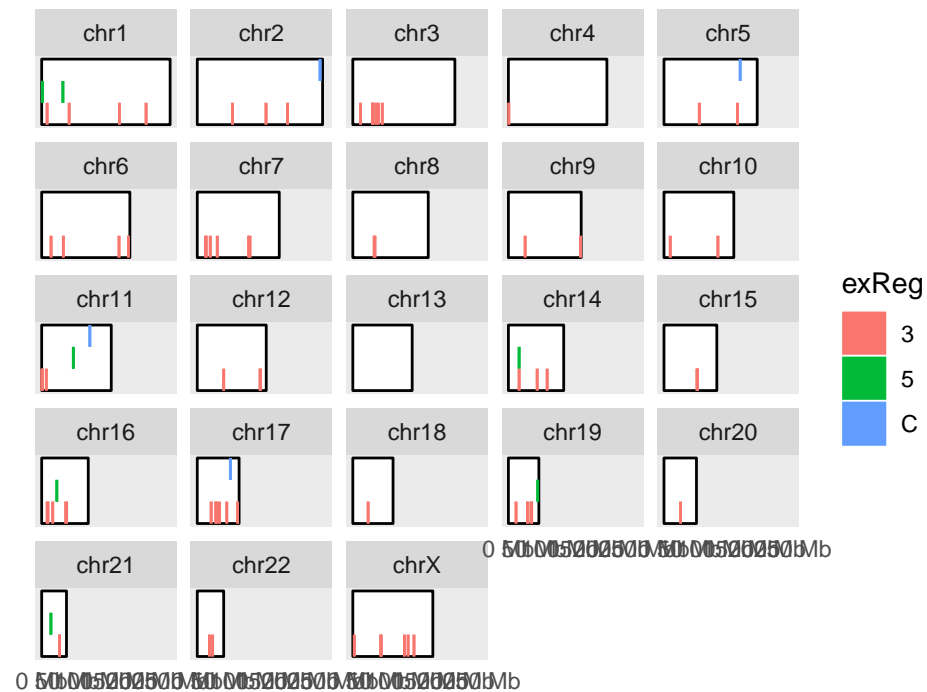 chr1 chr2 chr3 chr4 chr5
chr6 chr7 chr8 chr9 chr10
exReg
3
5
C
chr11 chr12 chr13 chr14 chr15
chr16 chr17 chr18 chr19 chr20
chr21 chr22 chrX